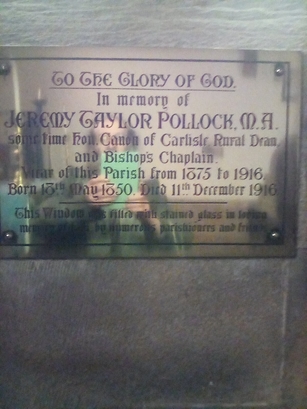 TO THE GLORY OF GOD.
In memory of
JEREMY TAYLOR POLLOCK, M.A.
some time Hon. Canon of Carlisle Rural Dean,
and Bishop's Chaplain.
Vicar of this Parish from 1875 to 1916.
Born May 1850. Died 11th December 1916
This Window was filled with stained glass in loving
memory of by numerous parishioners and friends